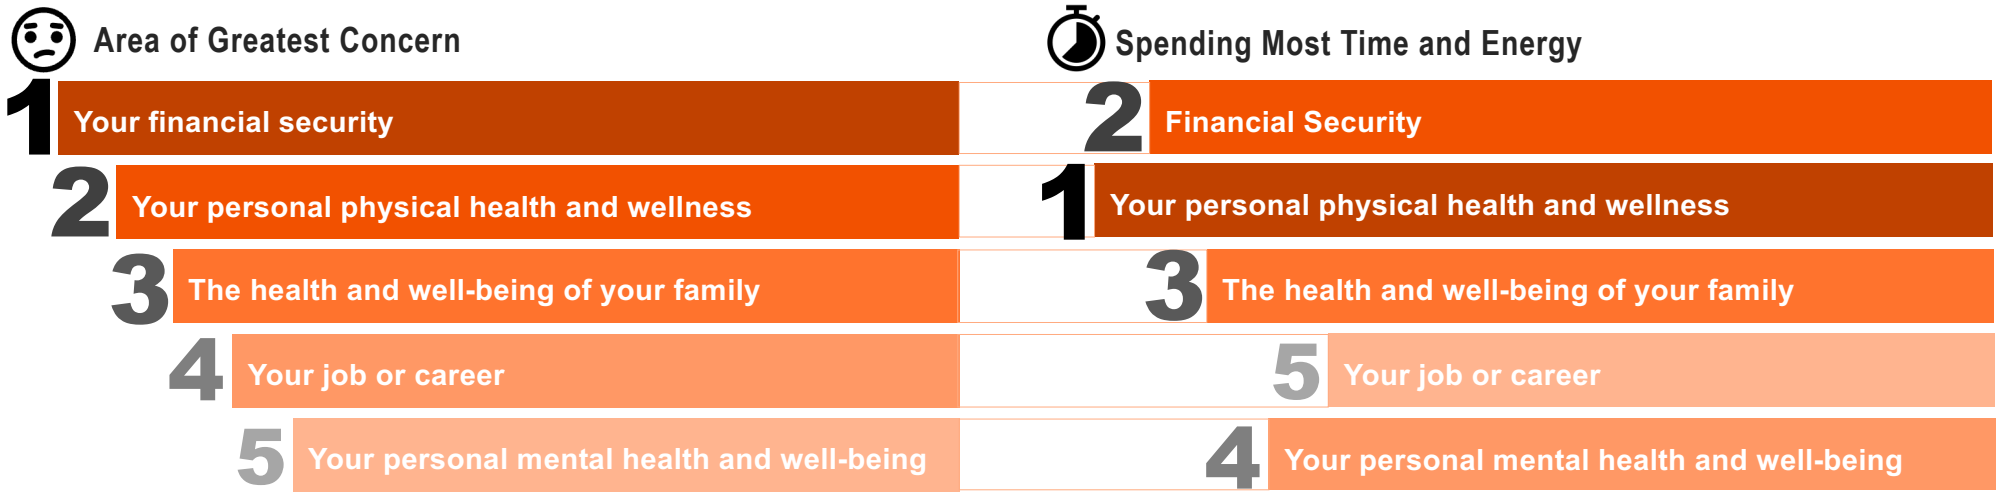 Area of Greatest Concern
Spending Most Time and Energy
1 Your financial security
2 Financial Security
2 Your personal physical health and wellness
1 Your personal physical health and wellness
3 The health and well-being of your family
3 The health and well-being of your family
4 Your job or career
5 Your job or career
5 Your personal mental health and well-being
4 Your personal mental health and well-being